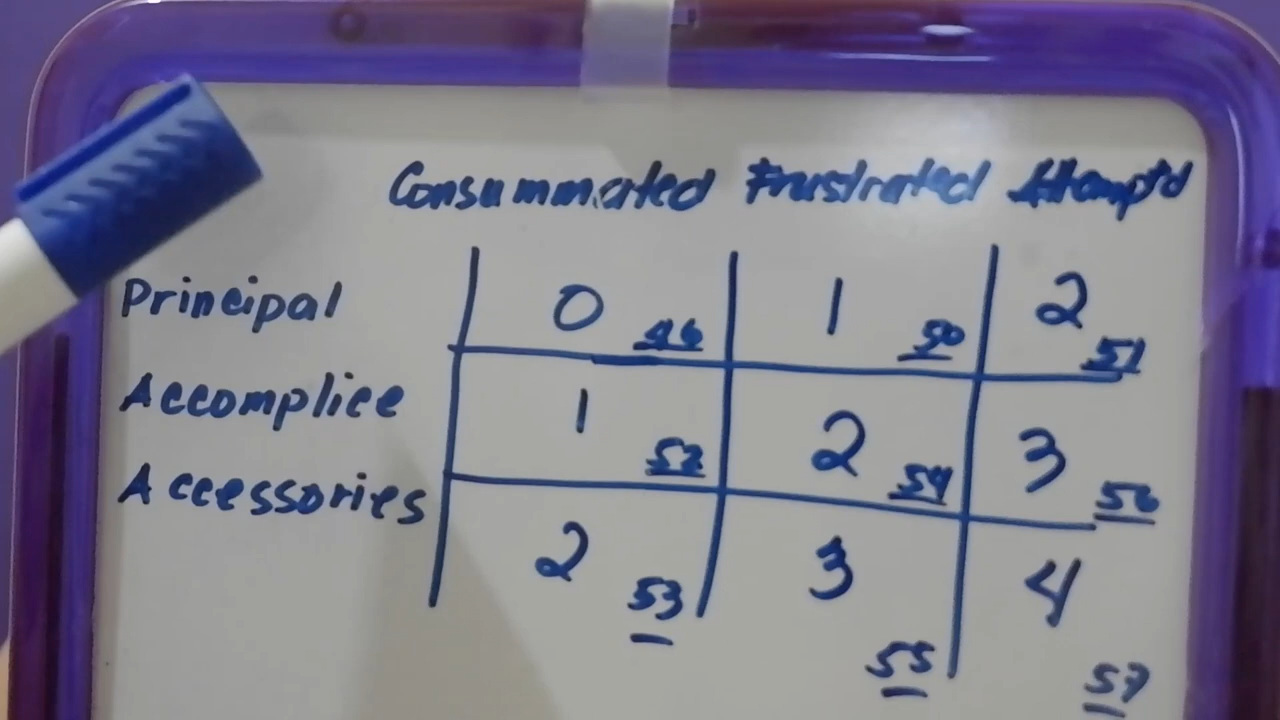 Consummated Frustrated Attempt'd
Principal 0 46 1 50 2 51
Accomplice 1 52 2 54 3 56
Accessories 2 53 3 55 4 57